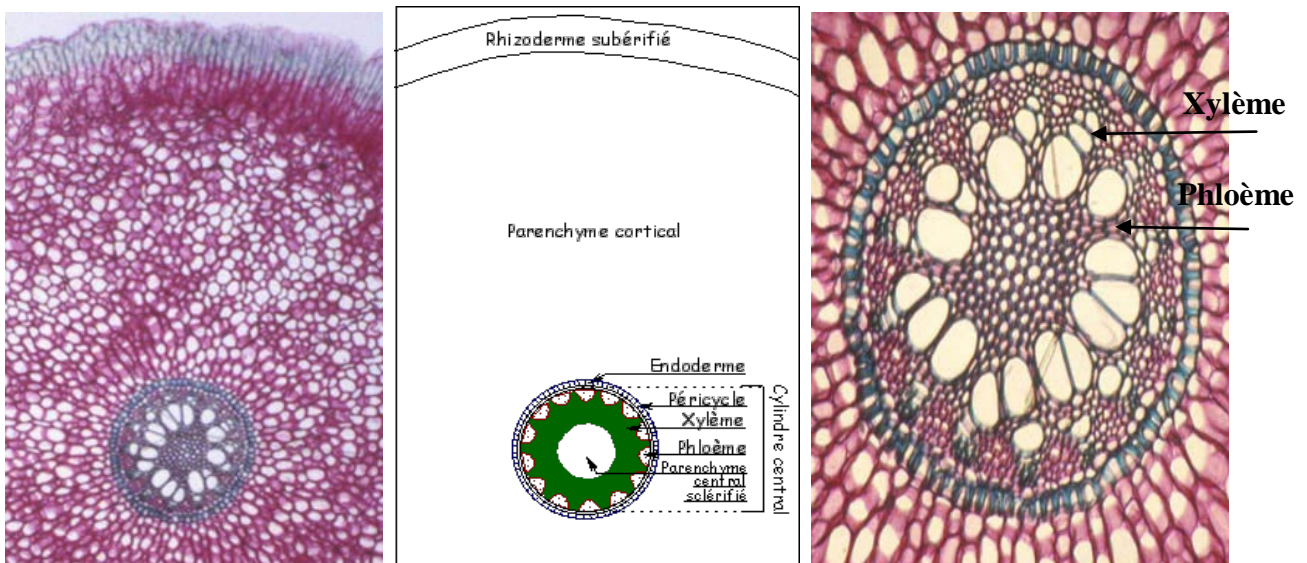 Rhizoderme subérifié
Parenchyme cortical
Endoderme
Péricycle
Xylème
Phloème
Parenchyme
central
sclérifié
Cylindre central
Xylème
Phloème